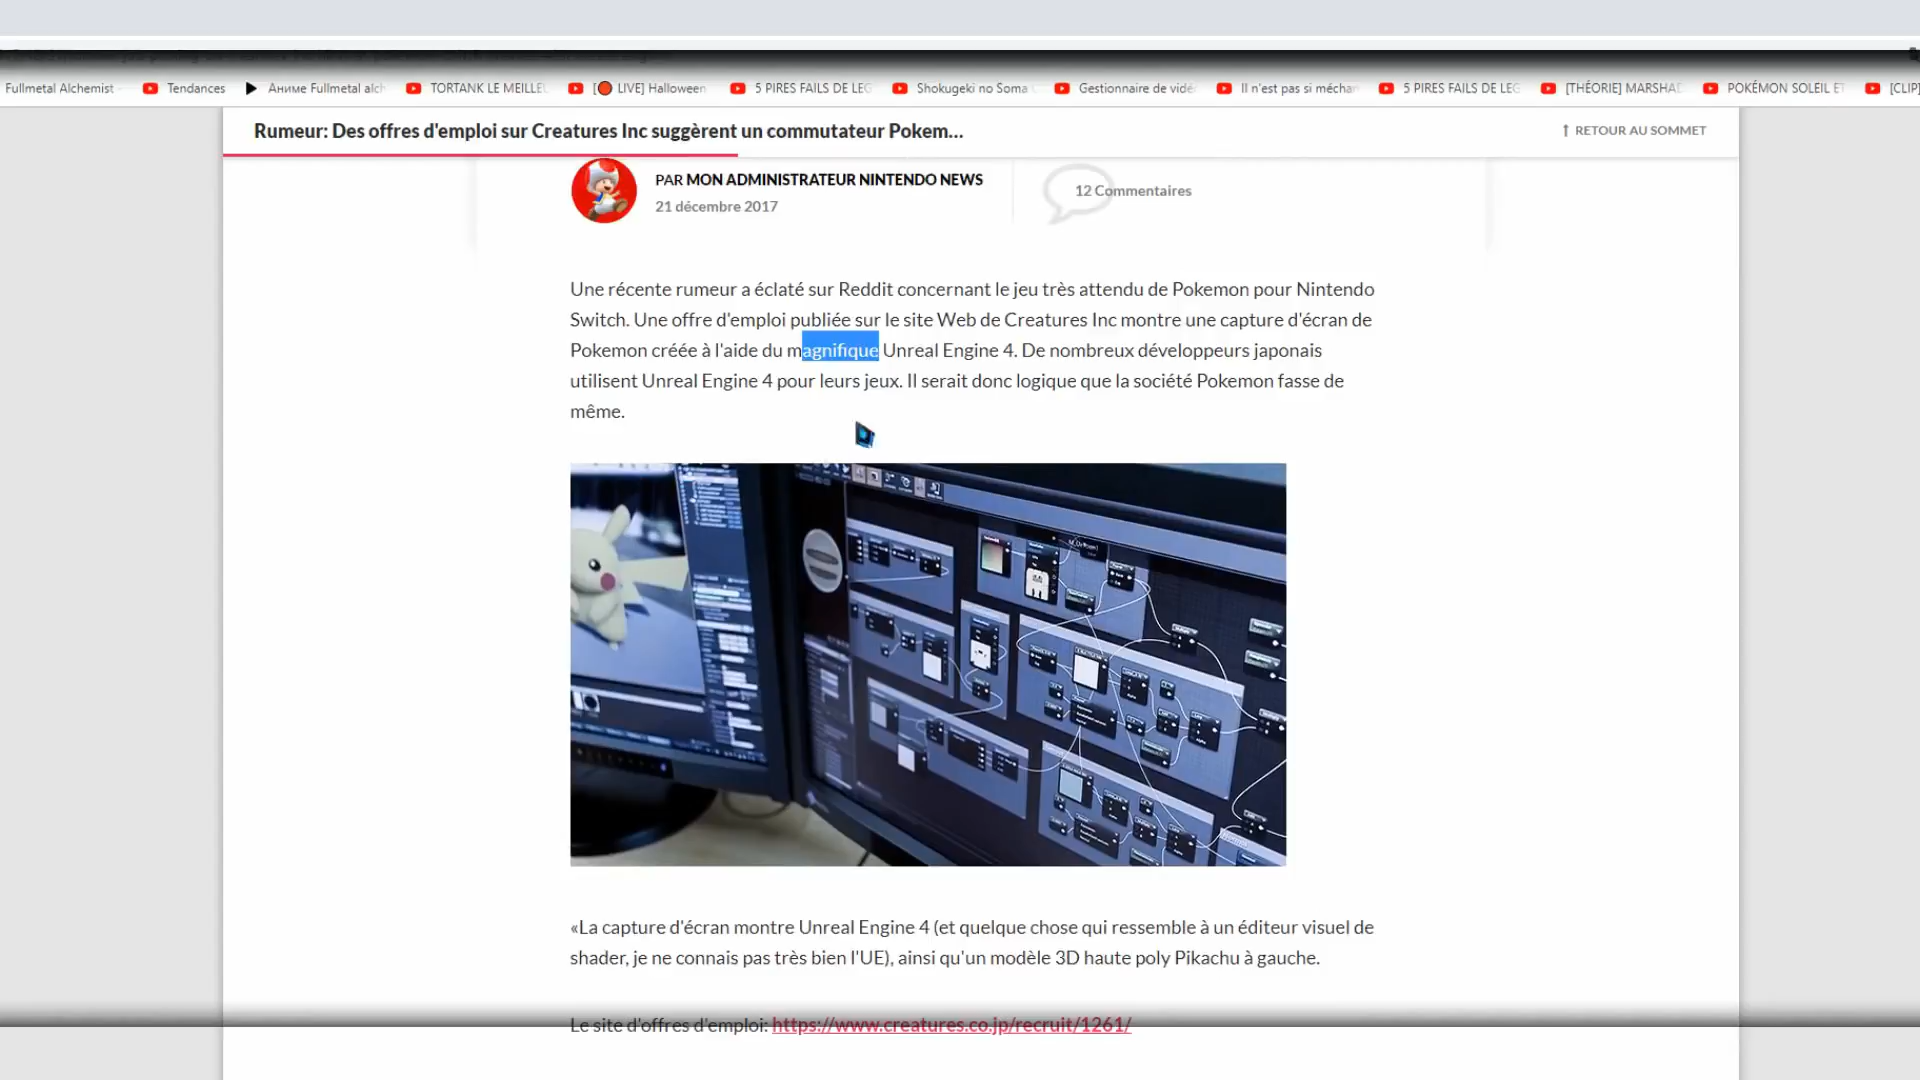 Fullmetal Alchemist
Tendances
Аниме Fullmetal alch
TORTANK LE MEILLEU
[🔴 LIVE] Halloween
5 PIRES FAILS DE LEG
Shokugeki no Soma
Gestionnaire de vidé
Il n'est pas si méchan
5 PIRES FAILS DE LEG
[THÉORIE] MARSHAD
POKÉMON SOLEIL ET
[CLIP]
Rumeur: Des offres d'emploi sur Creatures Inc suggèrent un commutateur Pokem...
↑ RETOUR AU SOMMET
PAR MON ADMINISTRATEUR NINTENDO NEWS
21 décembre 2017
12 Commentaires
Une récente rumeur a éclaté sur Reddit concernant le jeu très attendu de Pokemon pour Nintendo
Switch. Une offre d'emploi publiée sur le site Web de Creatures Inc montre une capture d'écran de
Pokemon créée à l'aide du magnifique Unreal Engine 4. De nombreux développeurs japonais
utilisent Unreal Engine 4 pour leurs jeux. Il serait donc logique que la société Pokemon fasse de
même.
«La capture d'écran montre Unreal Engine 4 (et quelque chose qui ressemble à un éditeur visuel de
shader, je ne connais pas très bien l'UE), ainsi qu'un modèle 3D haute poly Pikachu à gauche.
Le site d'offres d'emploi: https://www.creatures.co.jp/recruit/1261/